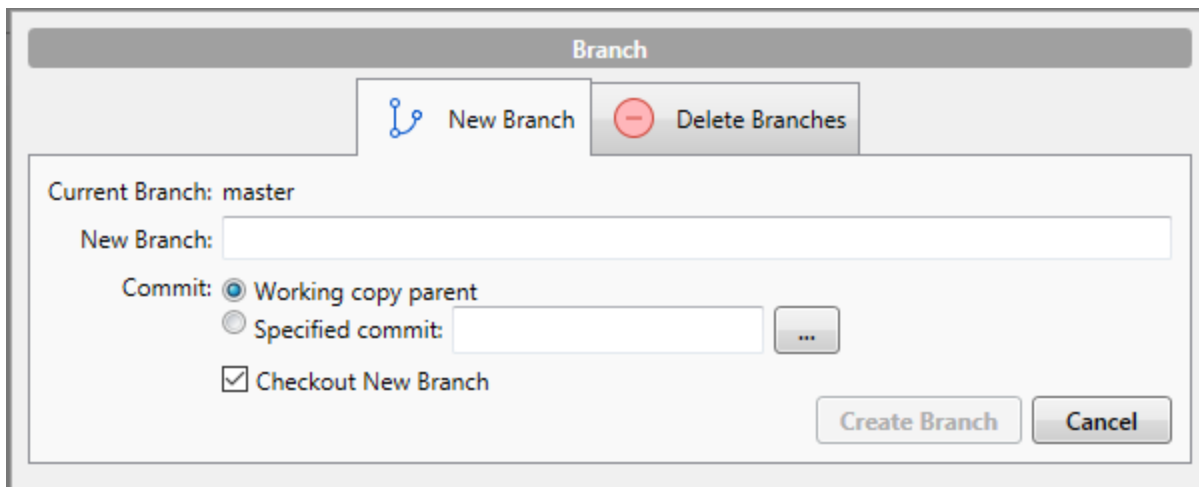 Branch
New Branch
Delete Branches
Current Branch: master
New Branch:
Commit: Working copy parent
Specified commit: ...
Checkout New Branch
Create Branch Cancel